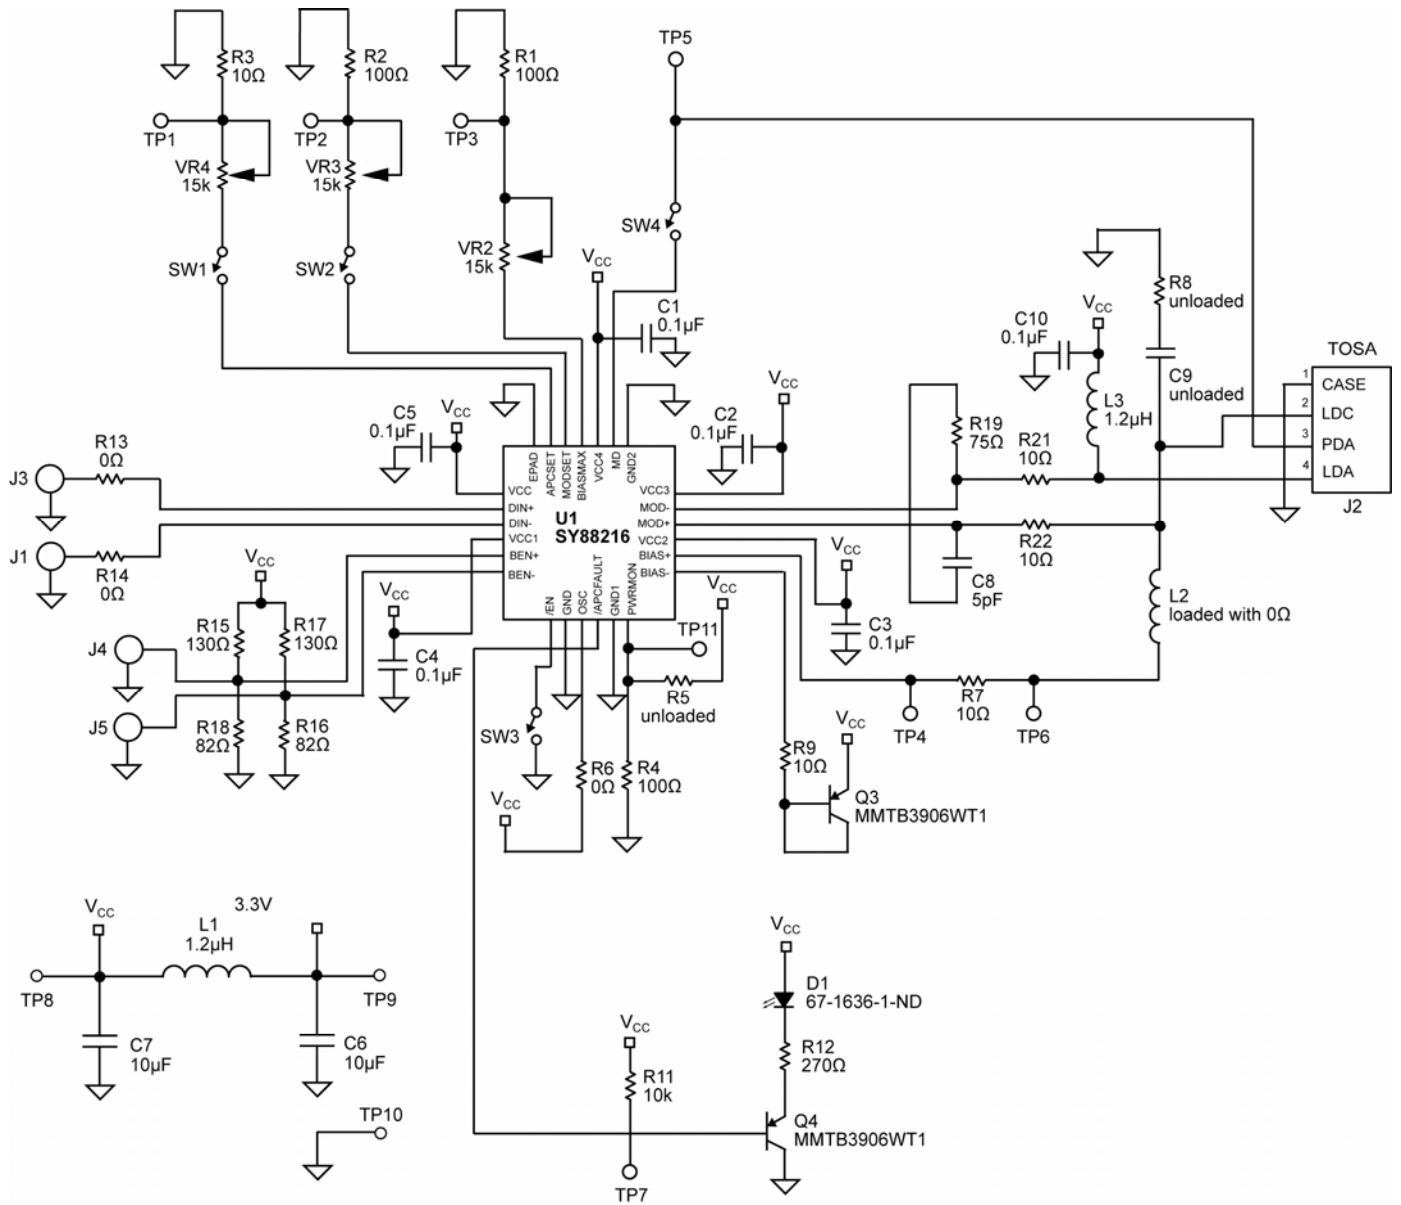 R3
10Ω
R2
100Ω
R1
100Ω
TP5
TP1
TP2
TP3
VR4
15k
VR3
15k
VR2
15k
SW1
SW2
SW4
VCC
C1
0.1µF
R8
unloaded
VCC
C10
0.1µF
C9
unloaded
L3
1.2µH
TOSA
1
CASE
2
LDC
3
PDA
4
LDA
J2
C5
0.1µF
VCC
C2
0.1µF
VCC
R19
75Ω
R21
10Ω
R13
0Ω
J3
J1
R14
0Ω
EPAD
APCSET
MODSET
BIASMAX
VCC4
MD
GND2
VCC
DIN+
DIN-
VCC1
BEN+
BEN-
U1
SY88216
VCC3
MOD-
MOD+
VCC2
BIAS+
BIAS-
/EN
GND
OSC
/APCFAULT
GND1
PWRMON
R22
10Ω
C8
5pF
L2
loaded with 0Ω
VCC
R15
130Ω
R17
130Ω
J4
J5
R18
82Ω
R16
82Ω
VCC
C4
0.1µF
VCC
C3
0.1µF
VCC
TP11
R5
unloaded
SW3
R6
0Ω
R4
100Ω
VCC
TP4
R7
10Ω
TP6
R9
10Ω
VCC
Q3
MMTB3906WT1
VCC
3.3V
L1
1.2µH
TP8
TP9
C7
10µF
C6
10µF
TP10
VCC
D1
67-1636-1-ND
R12
270Ω
VCC
R11
10k
Q4
MMTB3906WT1
TP7